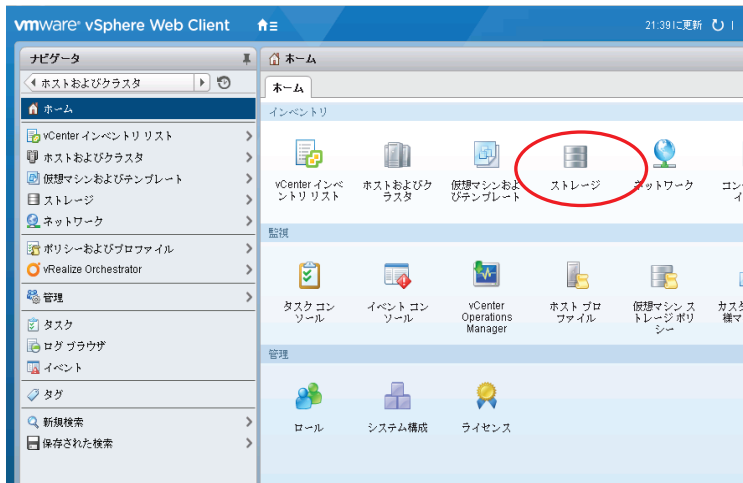 vmware® vSphere Web Client
21:39に更新
ナビゲータ
ホストおよびクラスタ
ホーム
vCenter インベントリ リスト
ホストおよびクラスタ
仮想マシンおよびテンプレート
ストレージ
ネットワーク
ポリシーおよびプロファイル
vRealize Orchestrator
管理
タスク
ログ ブラウザ
イベント
タグ
新規検索
保存された検索
ホーム
ホーム
インベントリ
vCenter インベ
ントリ リスト
ホストおよびク
ラスタ
仮想マシンおよ
びテンプレート
ストレージ
ネットワーク
監視
タスク コン
ソール
イベント コン
ソール
vCenter
Operations
Manager
ホスト プロ
ファイル
仮想マシン ス
トレージ ポリ
シー
カスタ
様マ
管理
ロール
システム構成
ライセンス